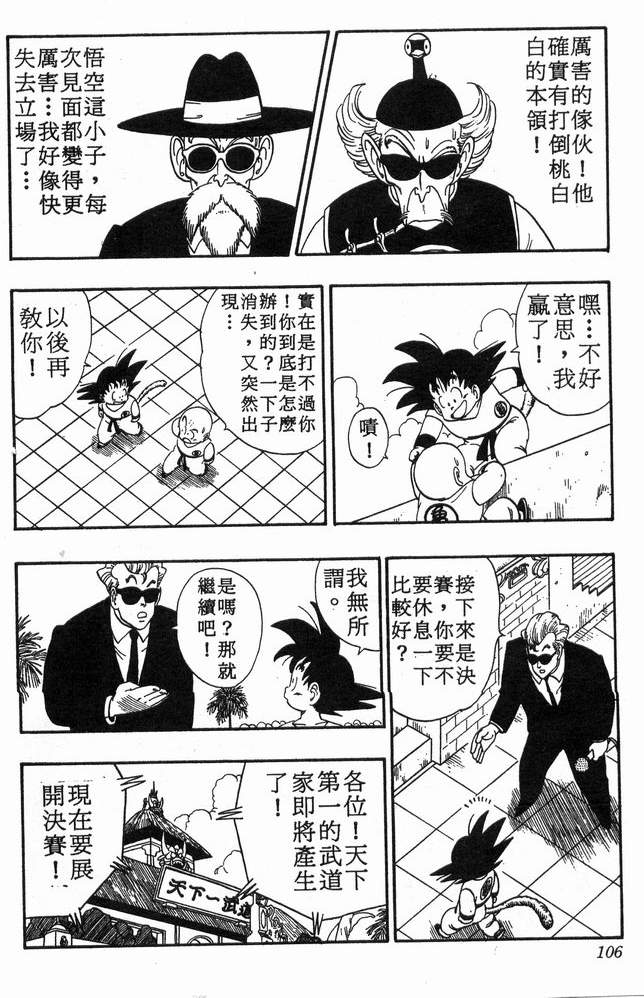 厲害的傢伙！他
確實有打倒桃白
白的本領！
悟空這小子，每
次見面都變得更
厲害…我好像快
失去立場了…
嘿…不好
意思，我
贏了！
嘖！
實在是打不過你
！你到底是怎麼
辦到的？一下子
消失，又突然出
現…
以後再
教你！
龜
接下來是決
賽，你要不
要休息一下
比較好？
我無所
謂。
是嗎？那就
繼續吧！
各位！天下
第一的武道
家即將產生
了！
現在要展
開決賽！
天下一武道
106